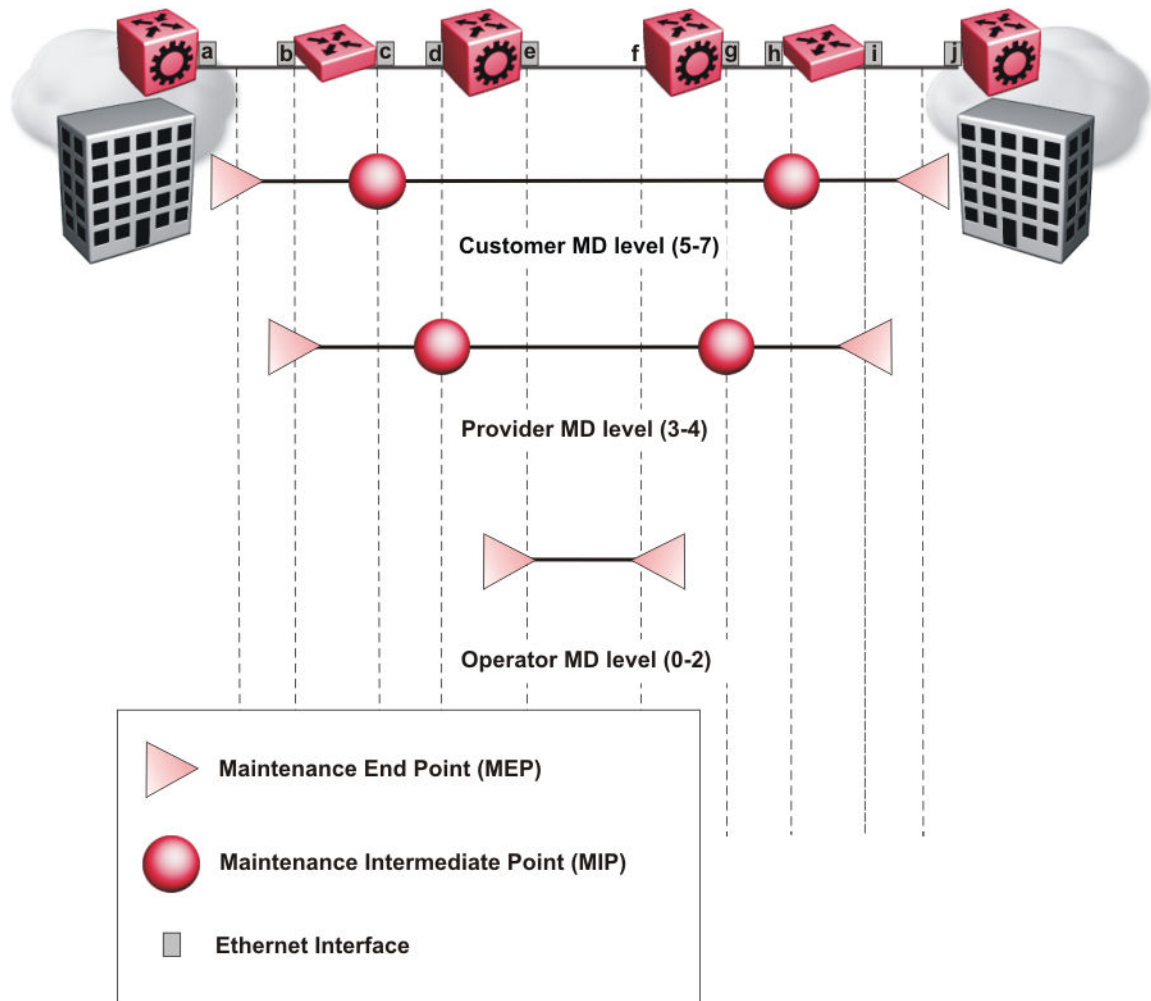 a b c d e f g h i j
Customer MD level (5-7)
Provider MD level (3-4)
Operator MD level (0-2)
Maintenance End Point (MEP)
Maintenance Intermediate Point (MIP)
Ethernet Interface